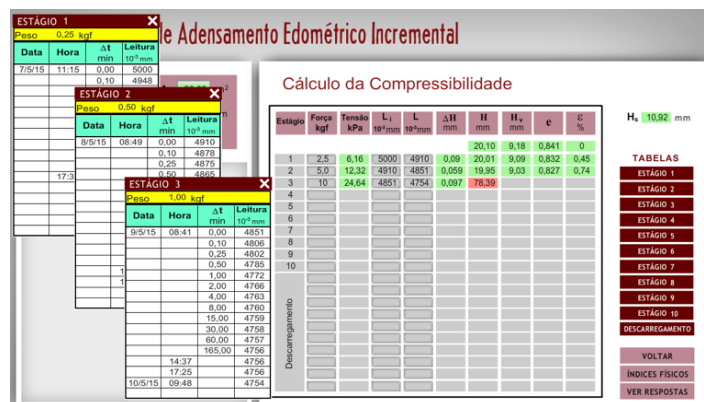 de Adensamento Edométrico Incremental
ESTÁGIO 1 X
Peso 0,25 kgf
Data Hora Δt min Leitura 10⁻³ mm
7/5/15 11:15 0,00 5000
0,10 4948
17:3
ESTÁGIO 2 X
Peso 0,50 kgf
Data Hora Δt min Leitura 10⁻³ mm
8/5/15 08:49 0,00 4910
0,10 4878
0,25 4875
0,50 4865
1
1
ESTÁGIO 3 X
Peso 1,00 kgf
Data Hora Δt min Leitura 10⁻³ mm
9/5/15 08:41 0,00 4851
0,10 4806
0,25 4802
0,50 4785
1,00 4772
2,00 4766
4,00 4763
8,00 4760
15,00 4759
30,00 4758
60,00 4757
165,00 4756
14:37 4756
17:25 4756
10/5/15 09:48 4754
Cálculo da Compressibilidade
Estágio Força kgf Tensão kPa Li 10⁻³mm L 10⁻³mm ΔH mm H mm Hv mm e ε %
20,10 9,18 0,841 0
1 2,5 6,16 5000 4910 0,09 20,01 9,09 0,832 0,45
2 5,0 12,32 4910 4851 0,059 19,95 9,03 0,827 0,74
3 10 24,64 4851 4754 0,097 78,39
4
5
6
7
8
9
10
Descarregamento
Hs 10,92 mm
TABELAS
ESTÁGIO 1
ESTÁGIO 2
ESTÁGIO 3
ESTÁGIO 4
ESTÁGIO 5
ESTÁGIO 6
ESTÁGIO 7
ESTÁGIO 8
ESTÁGIO 9
ESTÁGIO 10
DESCARREGAMENTO
VOLTAR
ÍNDICES FÍSICOS
VER RESPOSTAS